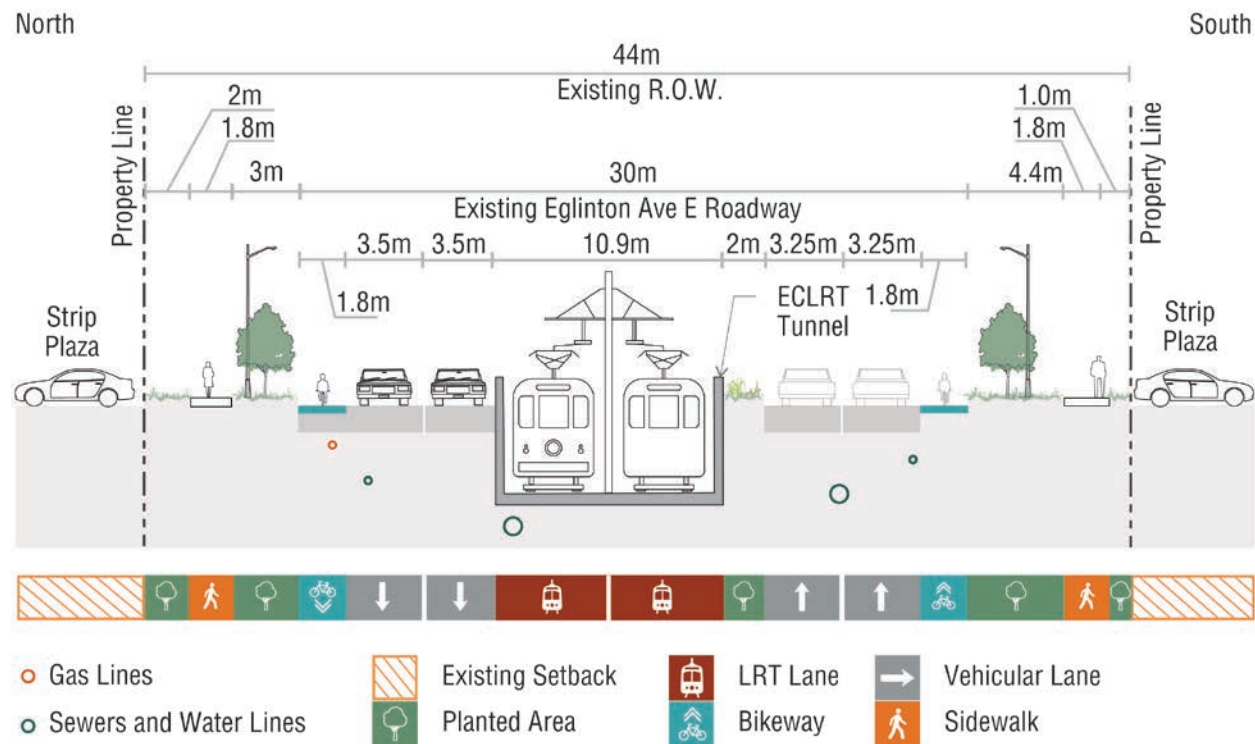 North
South
44m
Existing R.O.W.
2m
1.0m
1.8m
1.8m
3m
30m
4.4m
Property Line
Property Line
Existing Eglinton Ave E Roadway
3.5m
3.5m
10.9m
2m
3.25m
3.25m
1.8m
ECLRT
Tunnel
1.8m
Strip
Plaza
Strip
Plaza
Gas Lines
Existing Setback
LRT Lane
Vehicular Lane
Sewers and Water Lines
Planted Area
Bikeway
Sidewalk